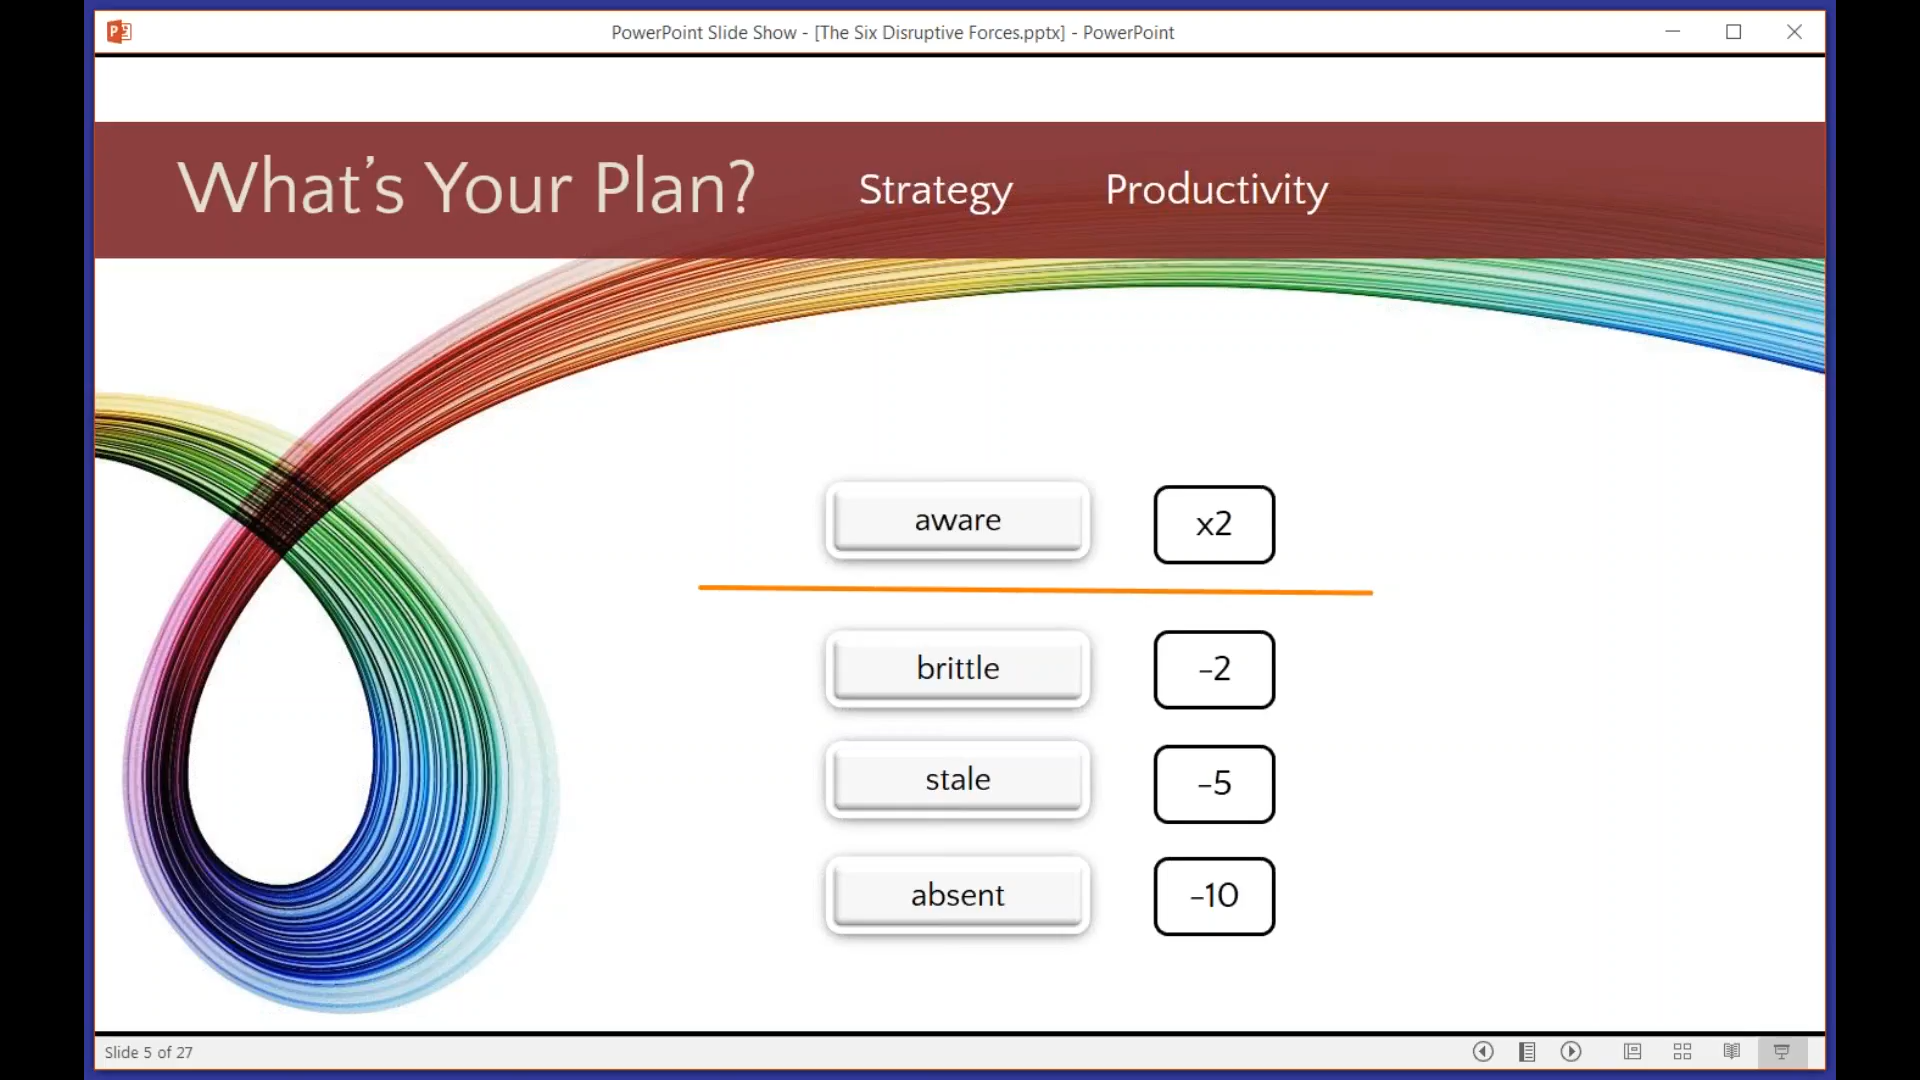 PowerPoint Slide Show - [The Six Disruptive Forces.pptx] - PowerPoint
What's Your Plan? Strategy Productivity
aware x2
brittle -2
stale -5
absent -10
Slide 5 of 27